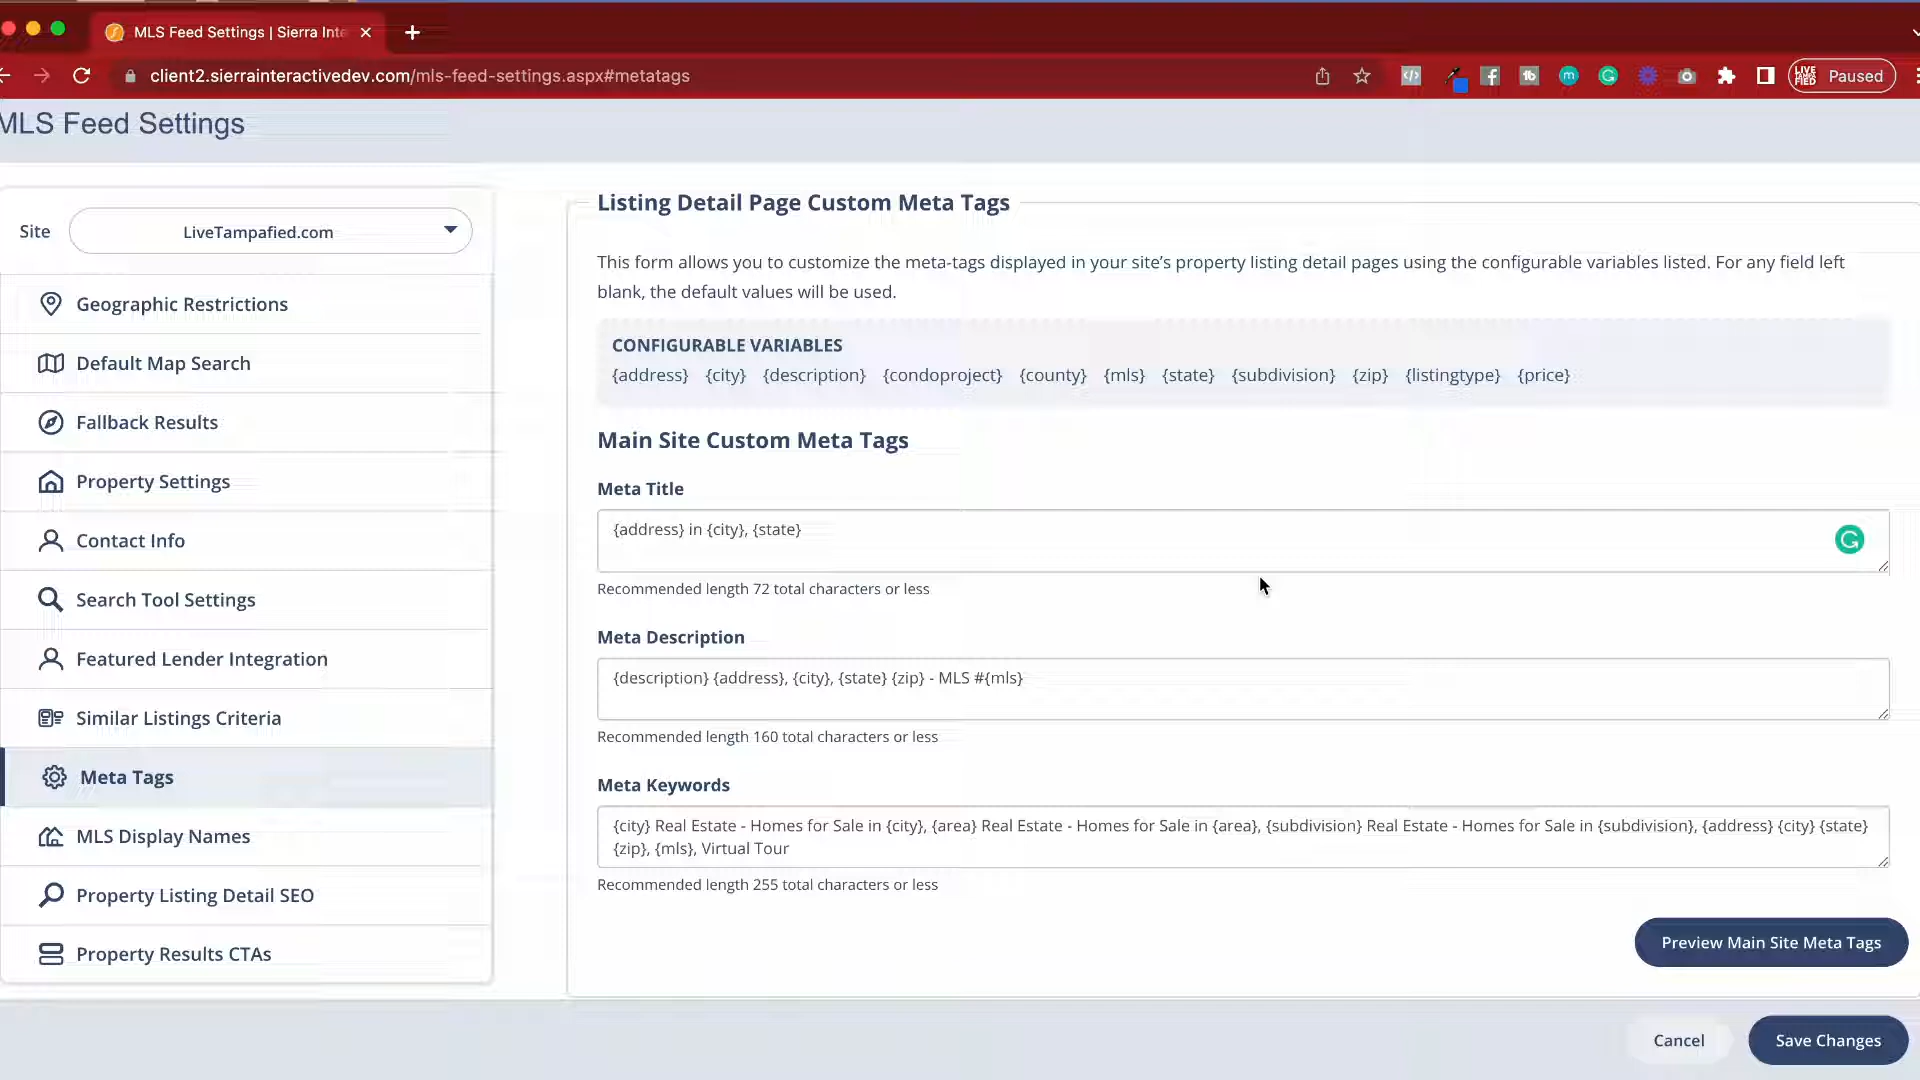 MLS Feed Settings | Sierra Inte
client2.sierrainteractivedev.com/mls-feed-settings.aspx#metatags
Paused
MLS Feed Settings
Site
LiveTampafied.com
Geographic Restrictions
Default Map Search
Fallback Results
Property Settings
Contact Info
Search Tool Settings
Featured Lender Integration
Similar Listings Criteria
Meta Tags
MLS Display Names
Property Listing Detail SEO
Property Results CTAs
Listing Detail Page Custom Meta Tags
This form allows you to customize the meta-tags displayed in your site's property listing detail pages using the configurable variables listed. For any field left
blank, the default values will be used.
CONFIGURABLE VARIABLES
{address} {city} {description} {condoproject} {county} {mls} {state} {subdivision} {zip} {listingtype} {price}
Main Site Custom Meta Tags
Meta Title
{address} in {city}, {state}
Recommended length 72 total characters or less
Meta Description
{description} {address}, {city}, {state} {zip} - MLS #{mls}
Recommended length 160 total characters or less
Meta Keywords
{city} Real Estate - Homes for Sale in {city}, {area} Real Estate - Homes for Sale in {area}, {subdivision} Real Estate - Homes for Sale in {subdivision}, {address} {city} {state}
{zip}, {mls}, Virtual Tour
Recommended length 255 total characters or less
Preview Main Site Meta Tags
Cancel
Save Changes